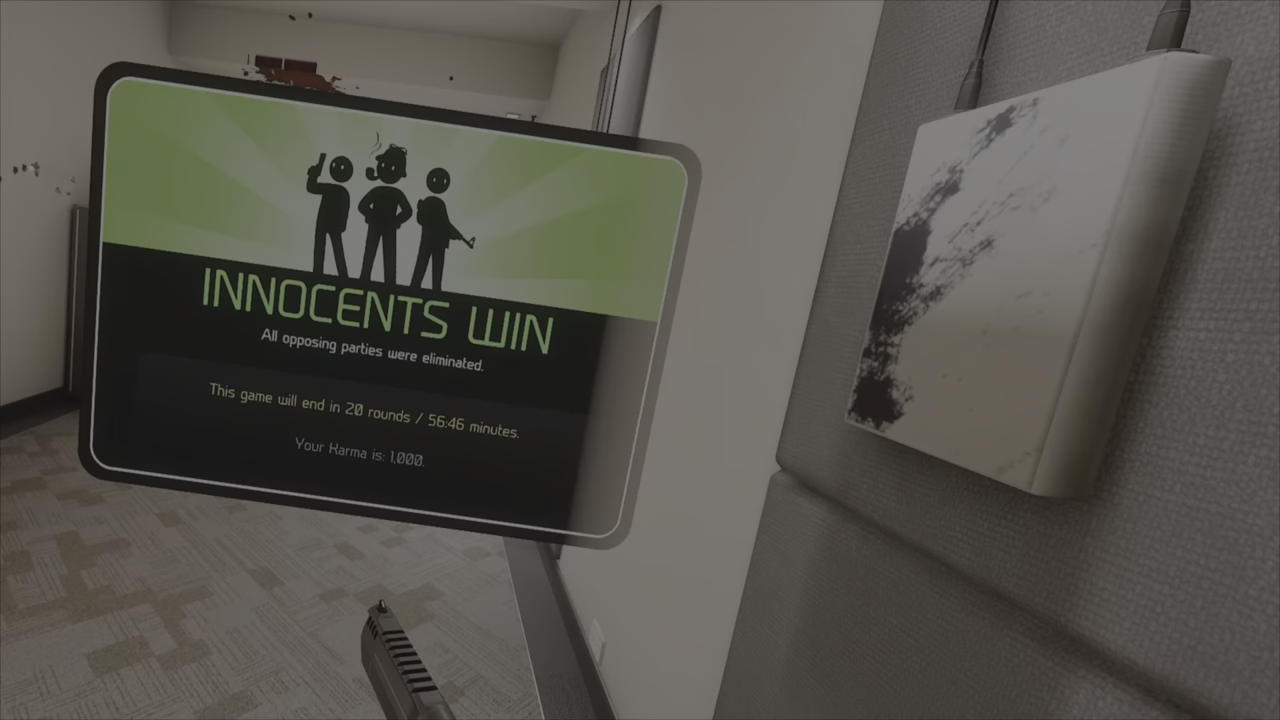 INNOCENTS WIN
All opposing parties were eliminated.
This game will end in 20 rounds / 56:46 minutes.
Your Karma is: 1,000.